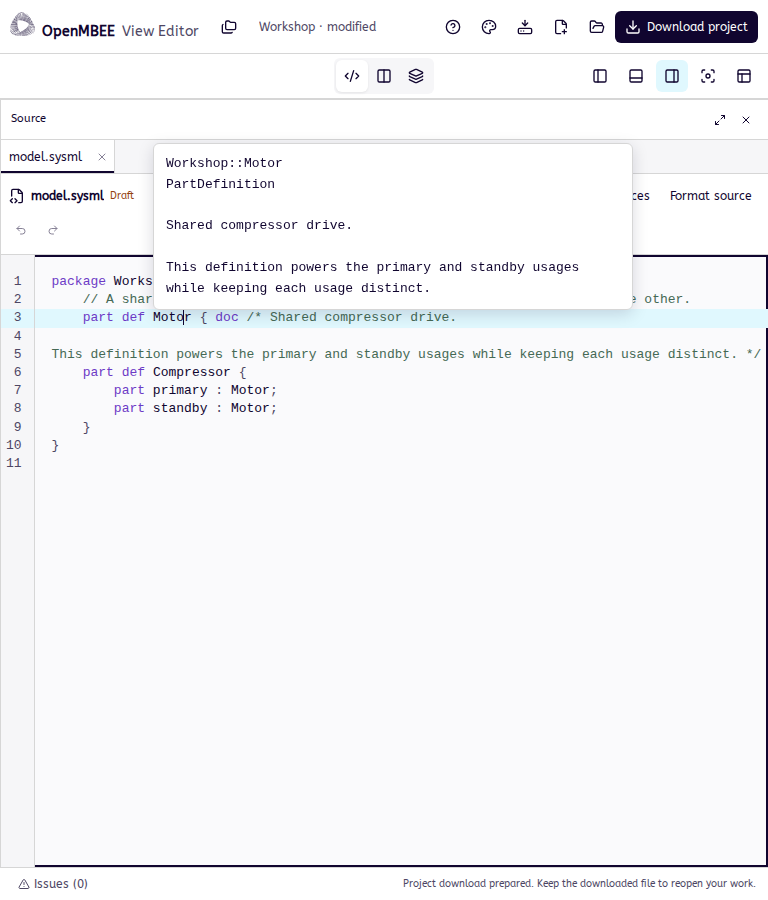 OpenMBEE View Editor
Workshop · modified
Download project
Source
model.sysml
model.sysml Draft
Format source
Workshop::Motor
PartDefinition
Shared compressor drive.
This definition powers the primary and standby usages
while keeping each usage distinct.
1 package
2 // A other.
3 part def Motor { doc /* Shared compressor drive.
4
5 This definition powers the primary and standby usages while keeping each usage distinct. */
6 part def Compressor {
7 part primary : Motor;
8 part standby : Motor;
9 }
10 }
11
Issues (0)
Project download prepared. Keep the downloaded file to reopen your work.